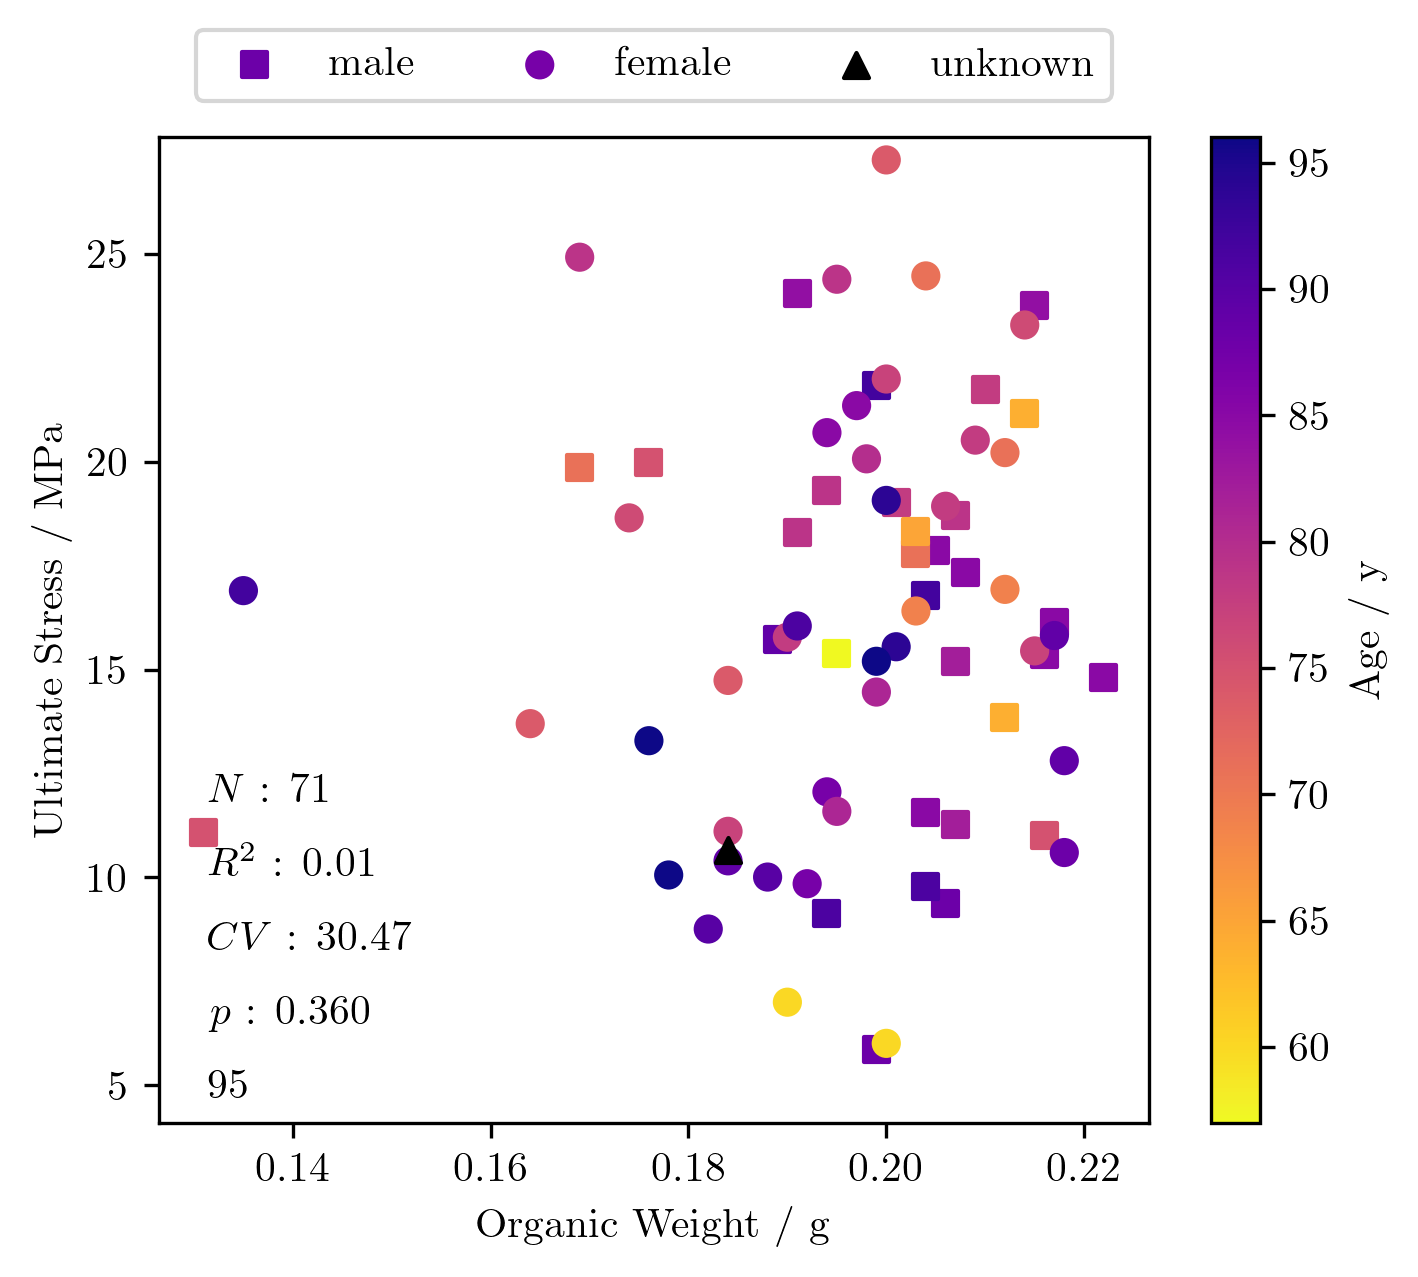 male female unknown
25
20
15
10
5
Ultimate Stress / MPa
N : 71
R² : 0.01
CV : 30.47
p : 0.360
95
0.14 0.16 0.18 0.20 0.22
Organic Weight / g
95
90
85
80
75
70
65
60
Age / y